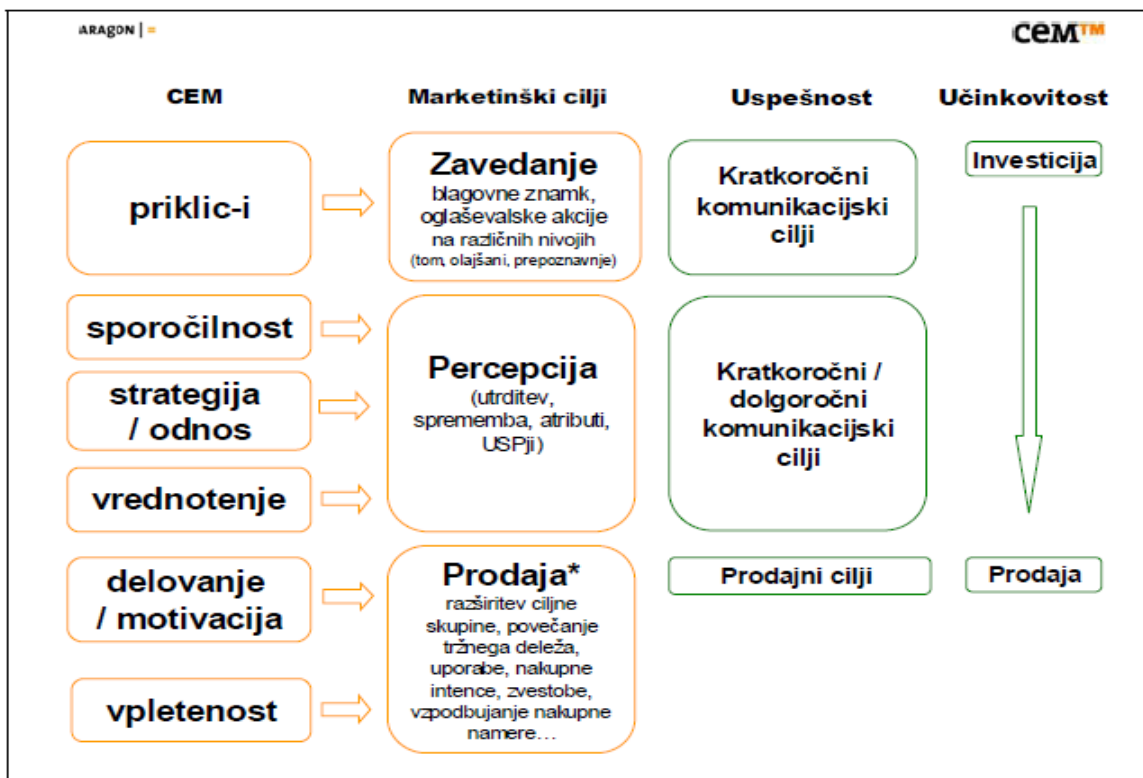 ARAGON | =
CEM™
CEM
Marketinški cilji
Uspešnost
Učinkovitost
priklic-i
Zavedanje
blagovne znamk,
oglaševalske akcije
na različnih nivojih
(tom, olajšani, prepoznavnje)
Kratkoročni
komunikacijski
cilji
Investicija
sporočilnost
strategija
/ odnos
vrednotenje
Percepcija
(utrditev,
sprememba, atributi,
USPji)
Kratkoročni /
dolgoročni
komunikacijski
cilji
delovanje
/ motivacija
vpletenost
Prodaja*
razširitev ciljne
skupine, povečanje
tržnega deleža,
uporabe, nakupne
intence, zvestobe,
vzpodbujanje nakupne
namere…
Prodajni cilji
Prodaja